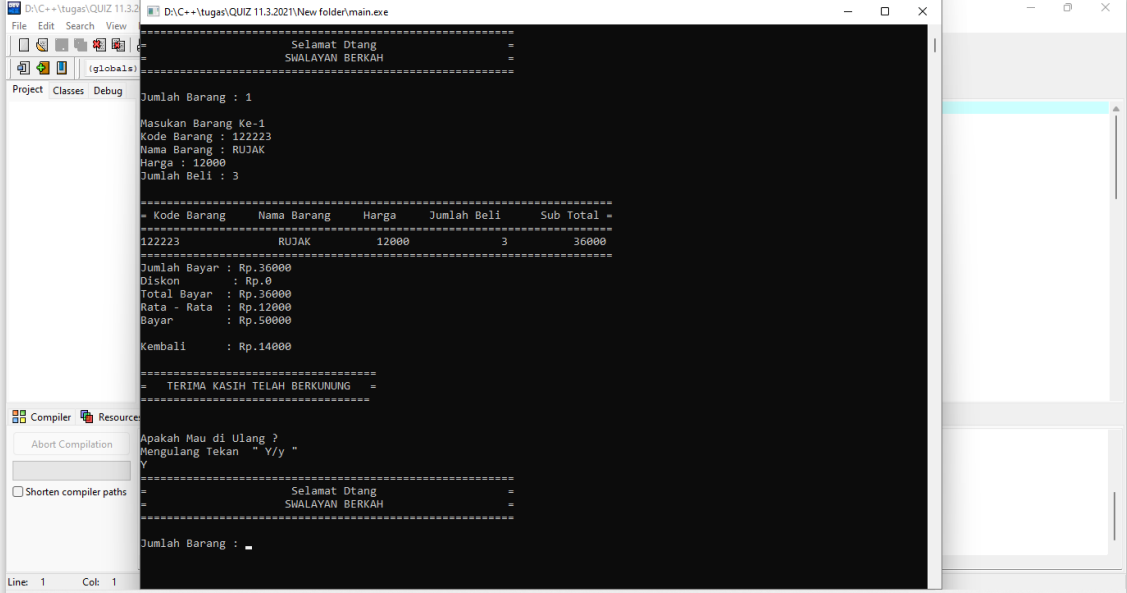 D:\C++\tugas\QUIZ 11.3.2
D:\C++\tugas\QUIZ 11.3.2021\New folder\main.exe
File Edit Search View
(globals)
Project Classes Debug
=========================================================
= Selamat Dtang =
= SWALAYAN BERKAH =
=========================================================
Jumlah Barang : 1
Masukan Barang Ke-1
Kode Barang : 122223
Nama Barang : RUJAK
Harga : 12000
Jumlah Beli : 3
========================================================================
= Kode Barang Nama Barang Harga Jumlah Beli Sub Total =
========================================================================
122223 RUJAK 12000 3 36000
========================================================================
Jumlah Bayar : Rp.36000
Diskon : Rp.0
Total Bayar : Rp.36000
Rata - Rata : Rp.12000
Bayar : Rp.50000
Kembali : Rp.14000
====================================
= TERIMA KASIH TELAH BERKUNUNG =
===================================
Apakah Mau di Ulang ?
Mengulang Tekan " Y/y "
Y
=========================================================
= Selamat Dtang =
= SWALAYAN BERKAH =
=========================================================
Jumlah Barang :
Compiler Resources
Abort Compilation
Shorten compiler paths
Line: 1 Col: 1